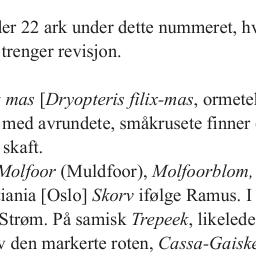 ler 22 ark under dette nummeret, hv
trenger revisjon.
mas [Dryopteris filix-mas, ormetel
med avrundete, småkrusete finner
skaft.
Molfoor (Muldfoor), Molfoorblom,
iania [Oslo] Skorv ifølge Ramus. I
Strøm. På samisk Trepeek, likelede
v den markerte roten, Cassa-Gaiske